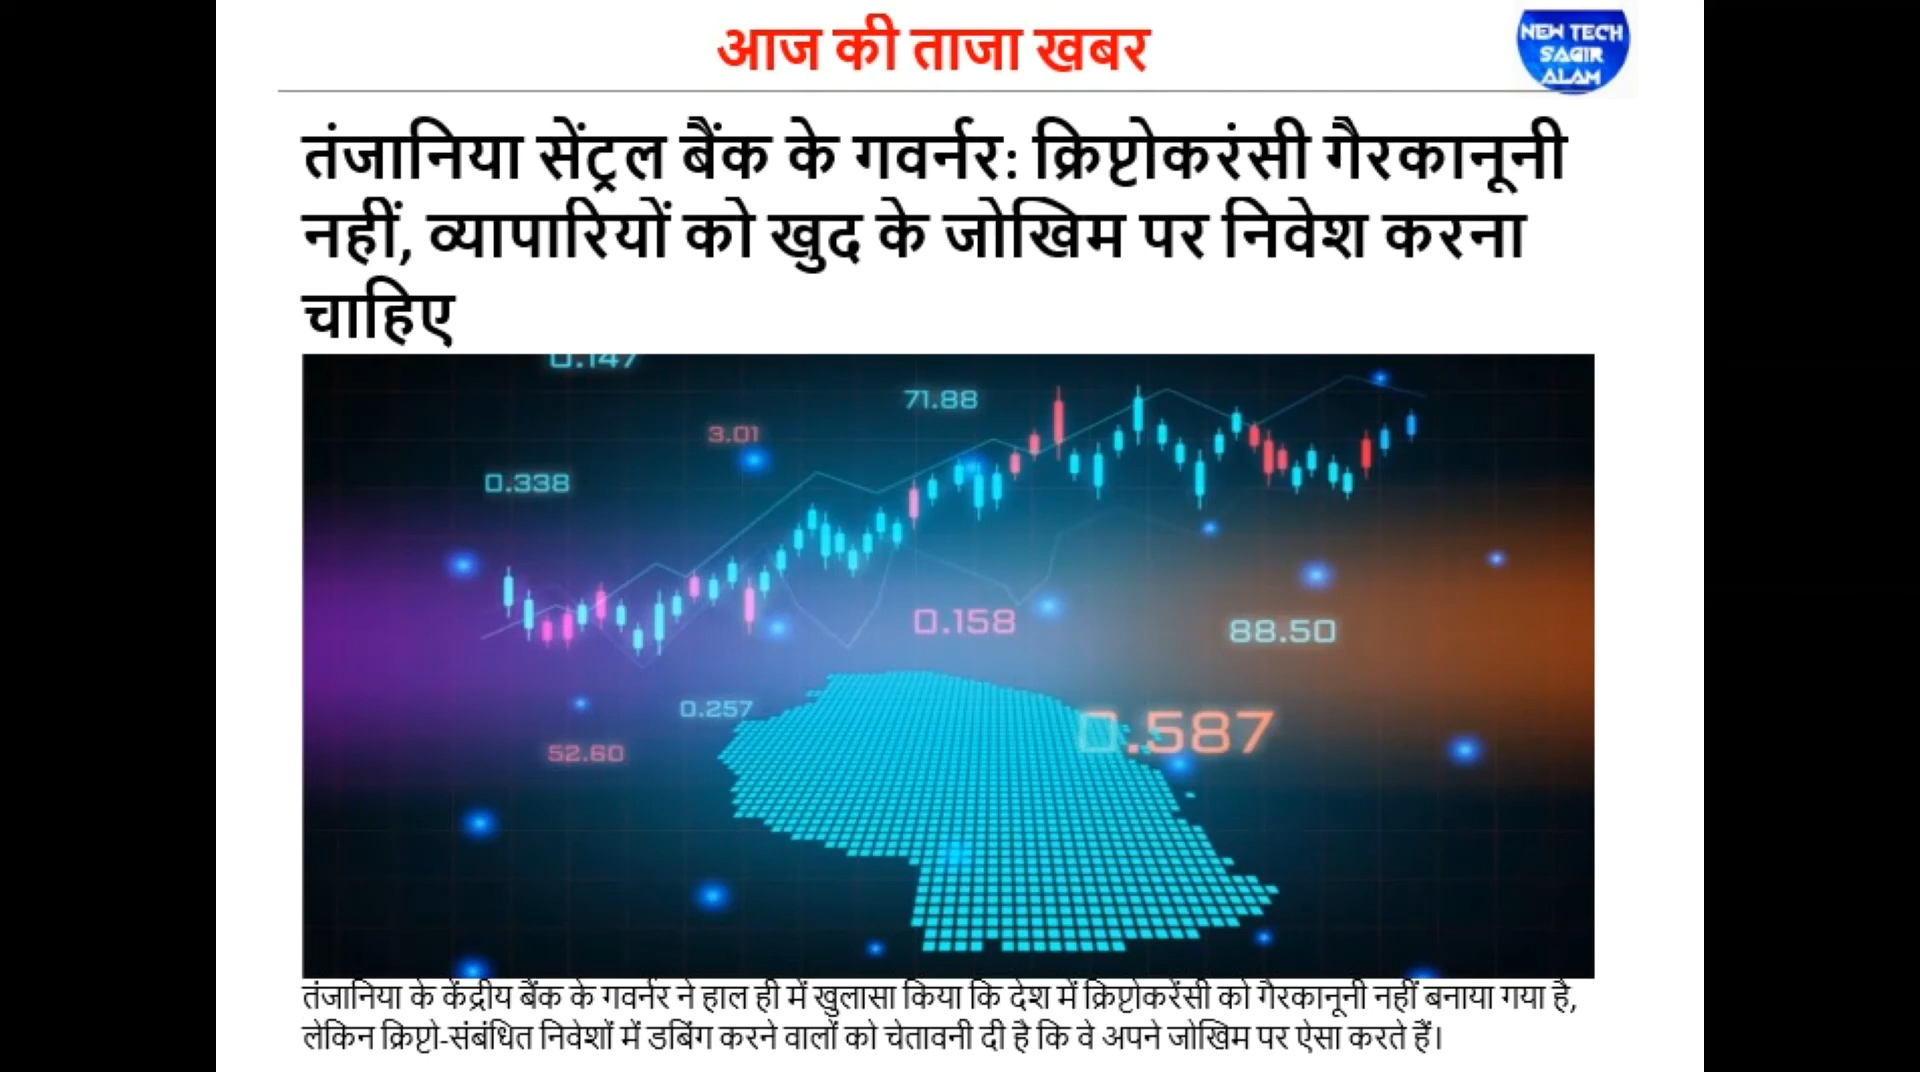 आज की ताजा खबर
NEW TECH
SAGIR
ALAM
तंजानिया सेंट्रल बैंक के गवर्नर: क्रिप्टोकरंसी गैरकानूनी
नहीं, व्यापारियों को खुद के जोखिम पर निवेश करना
चाहिए
0.147
71.88
3.01
0.338
0.158
88.50
0.257
0.587
52.60
तंजानिया के केंद्रीय बैंक के गवर्नर ने हाल ही में खुलासा किया कि देश में क्रिप्टोकरेंसी को गैरकानूनी नहीं बनाया गया है,
लेकिन क्रिप्टो-संबंधित निवेशों में डबिंग करने वालों को चेतावनी दी है कि वे अपने जोखिम पर ऐसा करते हैं।